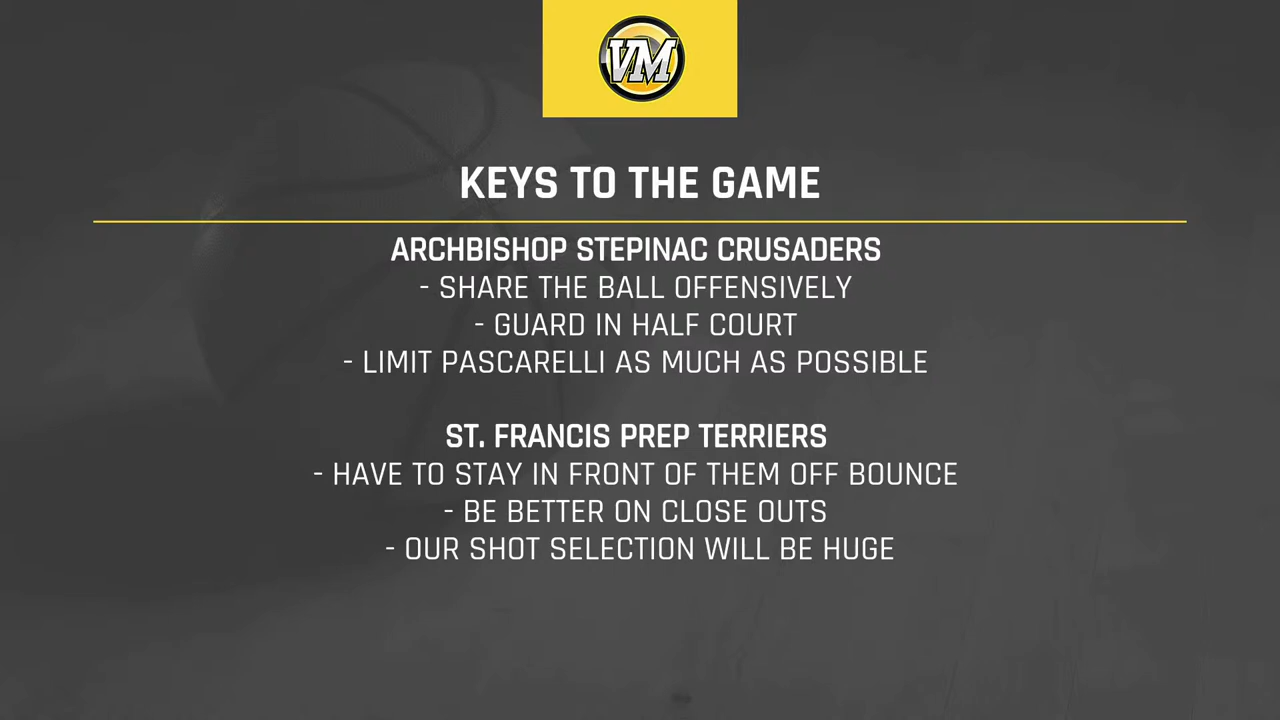 VM
KEYS TO THE GAME
ARCHBISHOP STEPINAC CRUSADERS
- SHARE THE BALL OFFENSIVELY
- GUARD IN HALF COURT
- LIMIT PASCARELLI AS MUCH AS POSSIBLE
ST. FRANCIS PREP TERRIERS
- HAVE TO STAY IN FRONT OF THEM OFF BOUNCE
- BE BETTER ON CLOSE OUTS
- OUR SHOT SELECTION WILL BE HUGE